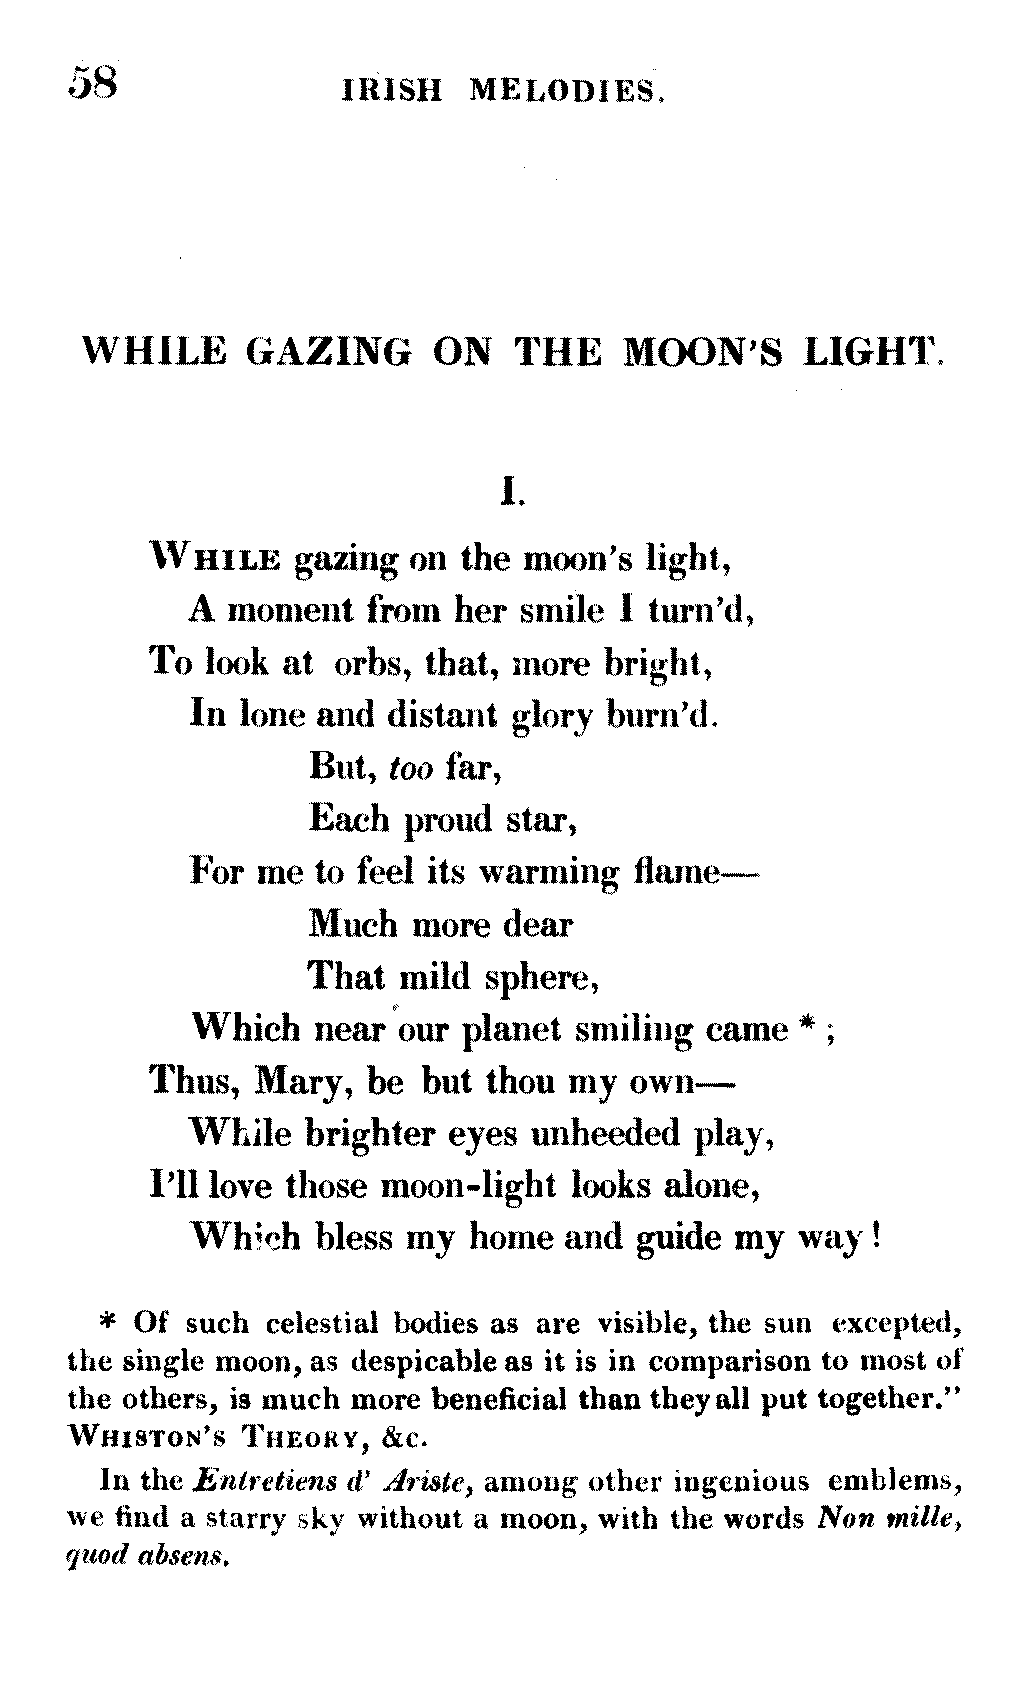 58 IRISH MELODIES.
WHILE GAZING ON THE MOON'S LIGHT.
I.
WHILE gazing on the moon's light,
A moment from her smile I turn'd,
To look at orbs, that, more bright,
In lone and distant glory burn'd.
But, too far,
Each proud star,
For me to feel its warming flame—
Much more dear
That mild sphere,
Which near our planet smiling came * ;
Thus, Mary, be but thou my own—
While brighter eyes unheeded play,
I'll love those moon-light looks alone,
Which bless my home and guide my way !
* Of such celestial bodies as are visible, the sun excepted,
the single moon, as despicable as it is in comparison to most of
the others, is much more beneficial than they all put together."
WHISTON'S THEORY, &c.
In the Entretiens d' Ariste, among other ingenious emblems,
we find a starry sky without a moon, with the words Non mille,
quod absens.